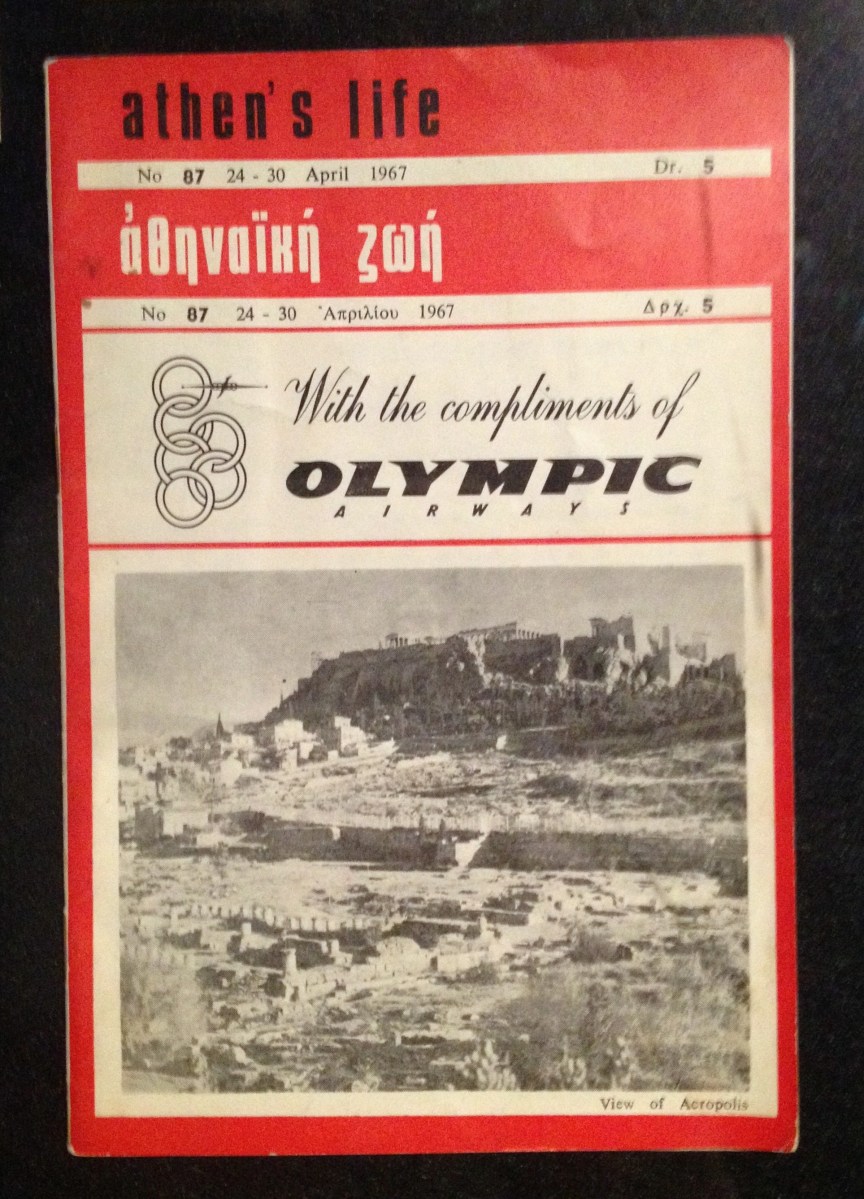 athen's life
No 87 24 - 30 April 1967 Dr. 5
ἀθηναϊκή ζωή
No 87 24 - 30 Ἀπριλίου 1967 Δρχ. 5
With the compliments of
OLYMPIC
AIRWAYS
View of Acropolis